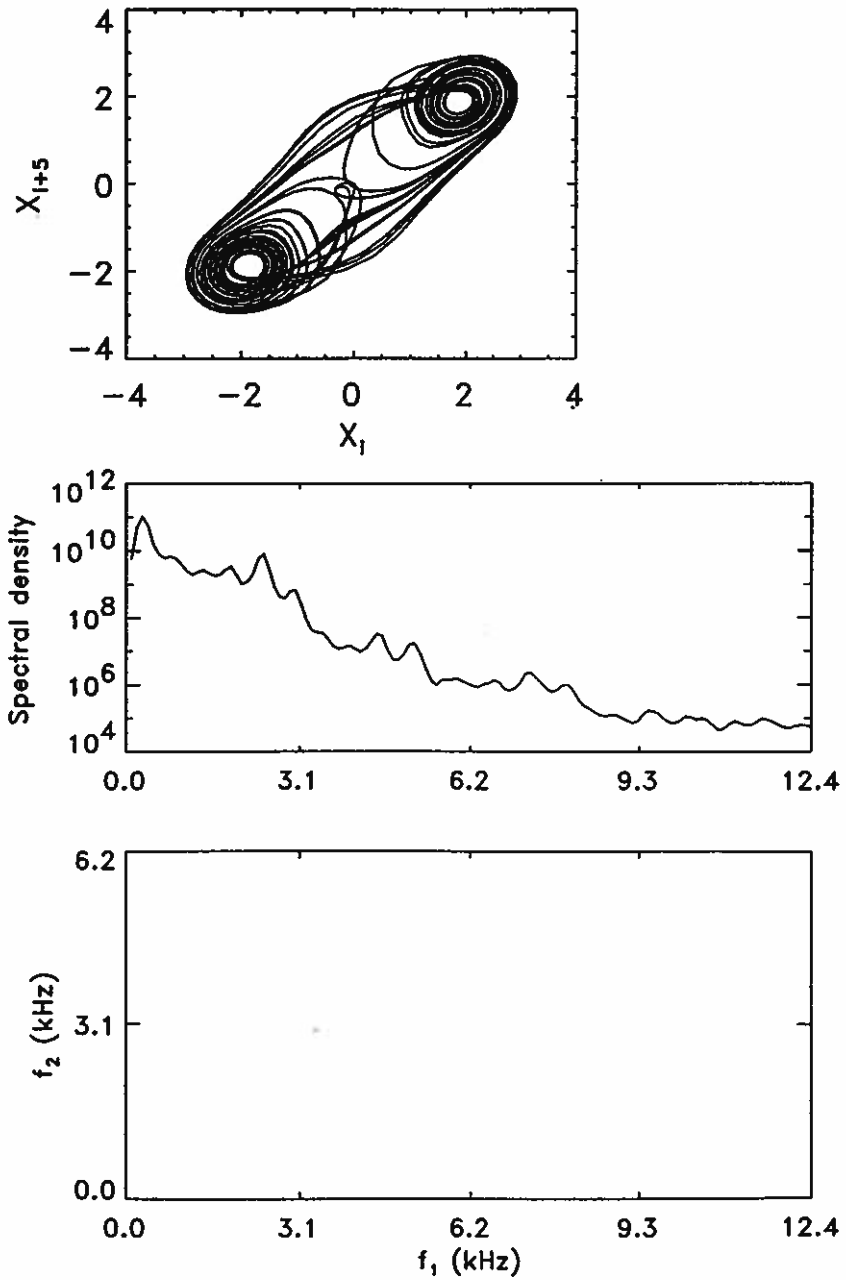 4
2
0
−2
−4
X_{i+5}
−4 −2 0 2 4
X_i
10^12
10^10
10^8
10^6
10^4
Spectral density
0.0 3.1 6.2 9.3 12.4
6.2
3.1
0.0
f_2 (kHz)
0.0 3.1 6.2 9.3 12.4
f_1 (kHz)